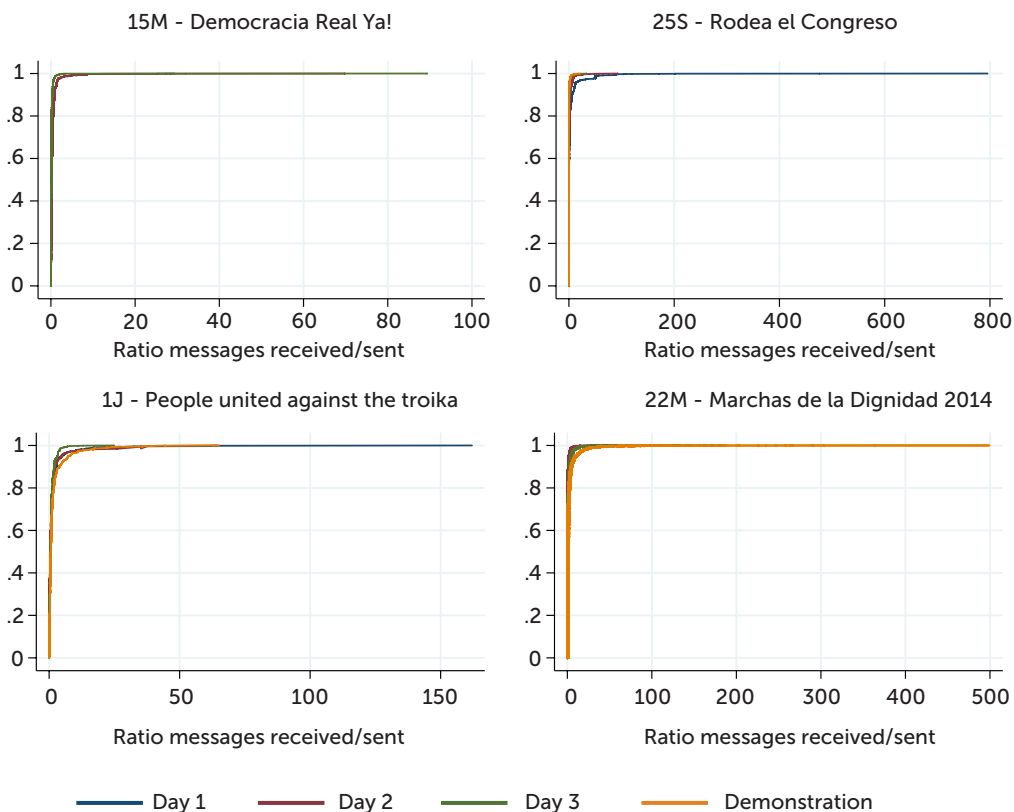 15M - Democracia Real Ya!
1
.8
.6
.4
.2
0
0 20 40 60 80 100
Ratio messages received/sent
25S - Rodea el Congreso
1
.8
.6
.4
.2
0
0 200 400 600 800
Ratio messages received/sent
1J - People united against the troika
1
.8
.6
.4
.2
0
0 50 100 150
Ratio messages received/sent
22M - Marchas de la Dignidad 2014
1
.8
.6
.4
.2
0
0 100 200 300 400 500
Ratio messages received/sent
Day 1 Day 2 Day 3 Demonstration